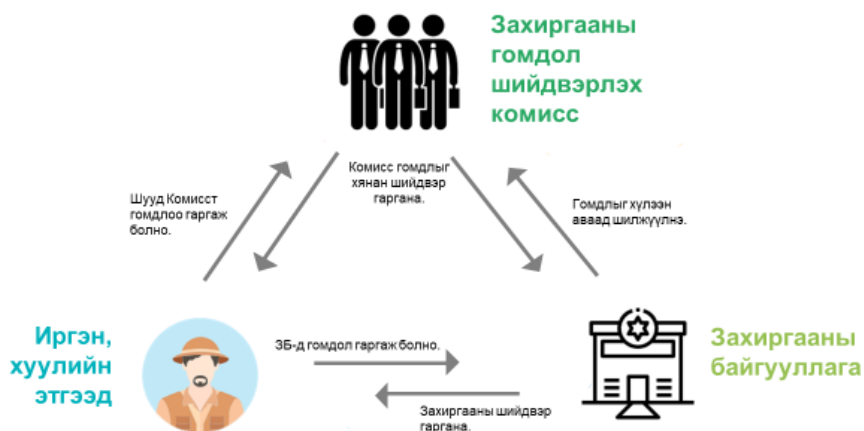 Захиргааны
гомдол
шийдвэрлэх
комисс
Комисс гомдлыг
хянан шийдвэр
гаргана.
Шууд Комисст
гомдлоо гаргаж
болно.
Гомдлыг хүлээн
аваад шилжүүлнэ.
Иргэн,
хуулийн
этгээд
ЗБ-д гомдол гаргаж болно.
Захиргааны
байгууллага
Захиргааны шийдвэр
гаргана.